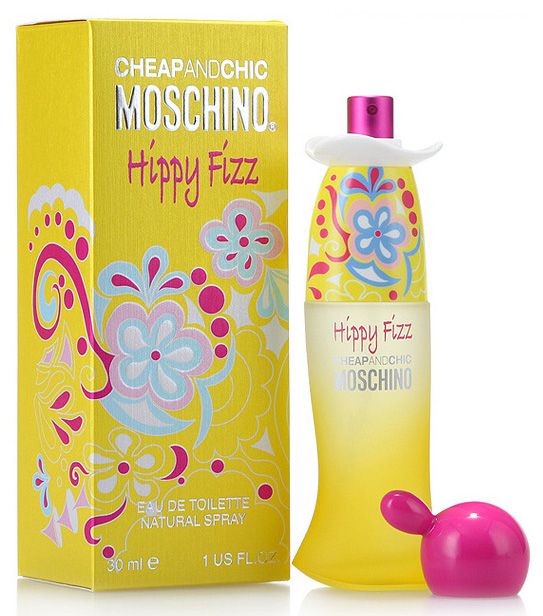 CHEAPANDCHIC
MOSCHINO®
Hippy Fizz
EAU DE TOILETTE
NATURAL SPRAY
30 ml e 1 US FL.OZ
Hippy Fizz
CHEAPANDCHIC
MOSCHINO